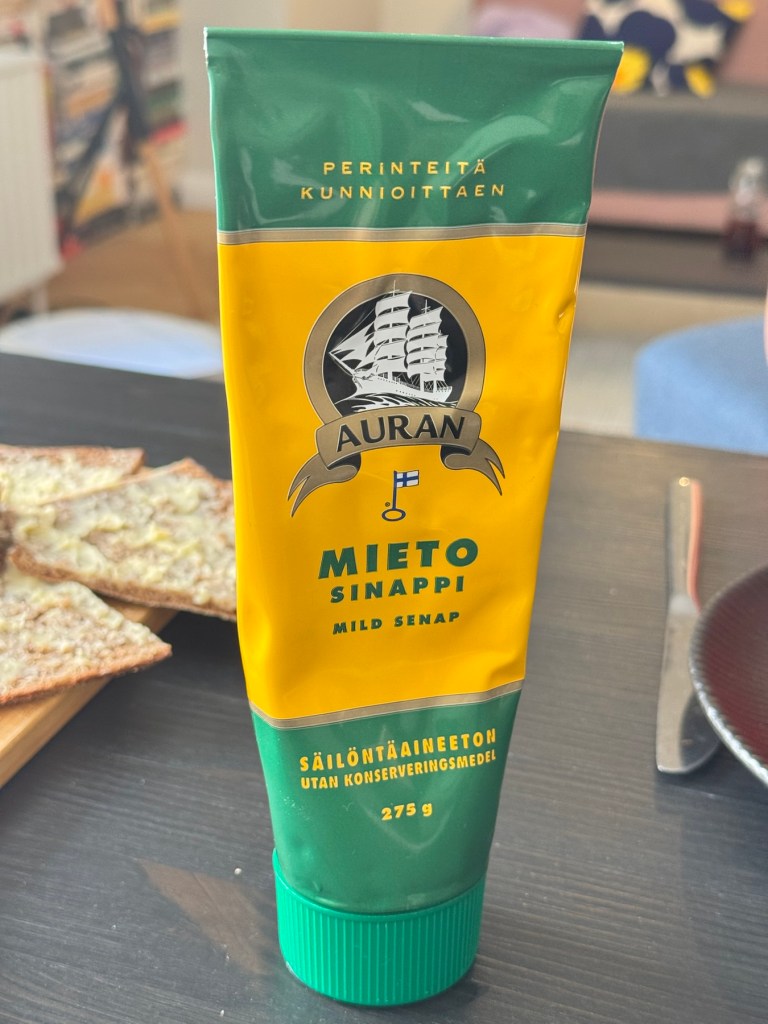 PERINTEITÄ
KUNNIOITTAEN
AURAN
MIETO
SINAPPI
MILD SENAP
SÄILÖNTÄAINEETON
UTAN KONSERVERINGSMEDEL
275 g